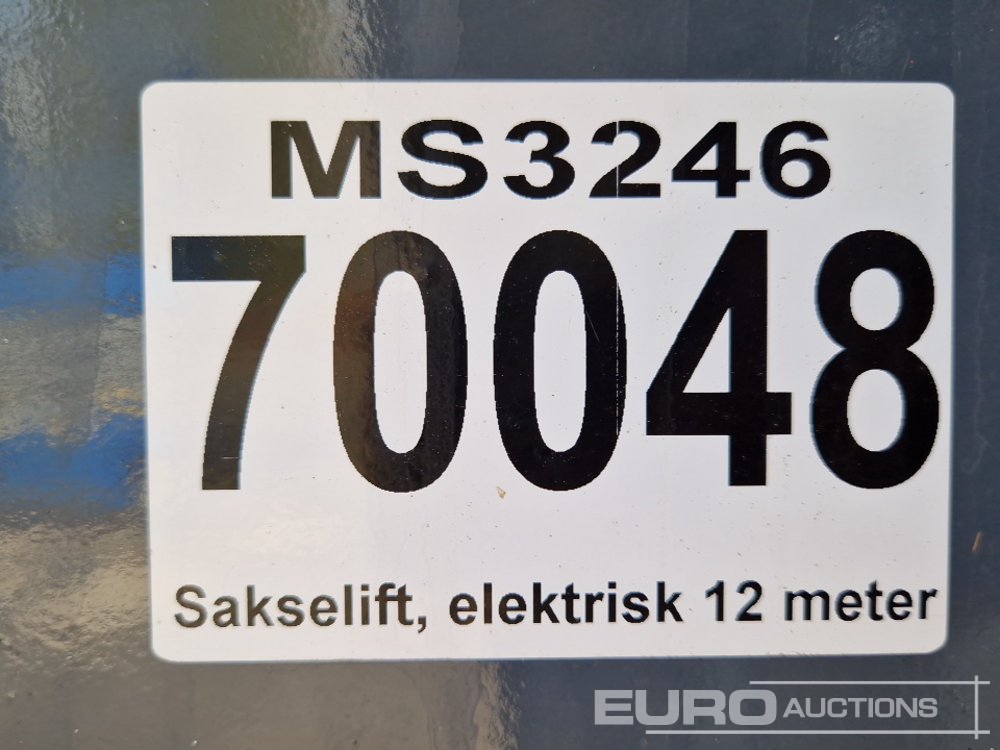 MS3246
70048
Sakselift, elektrisk 12 meter
EURO AUCTIONS